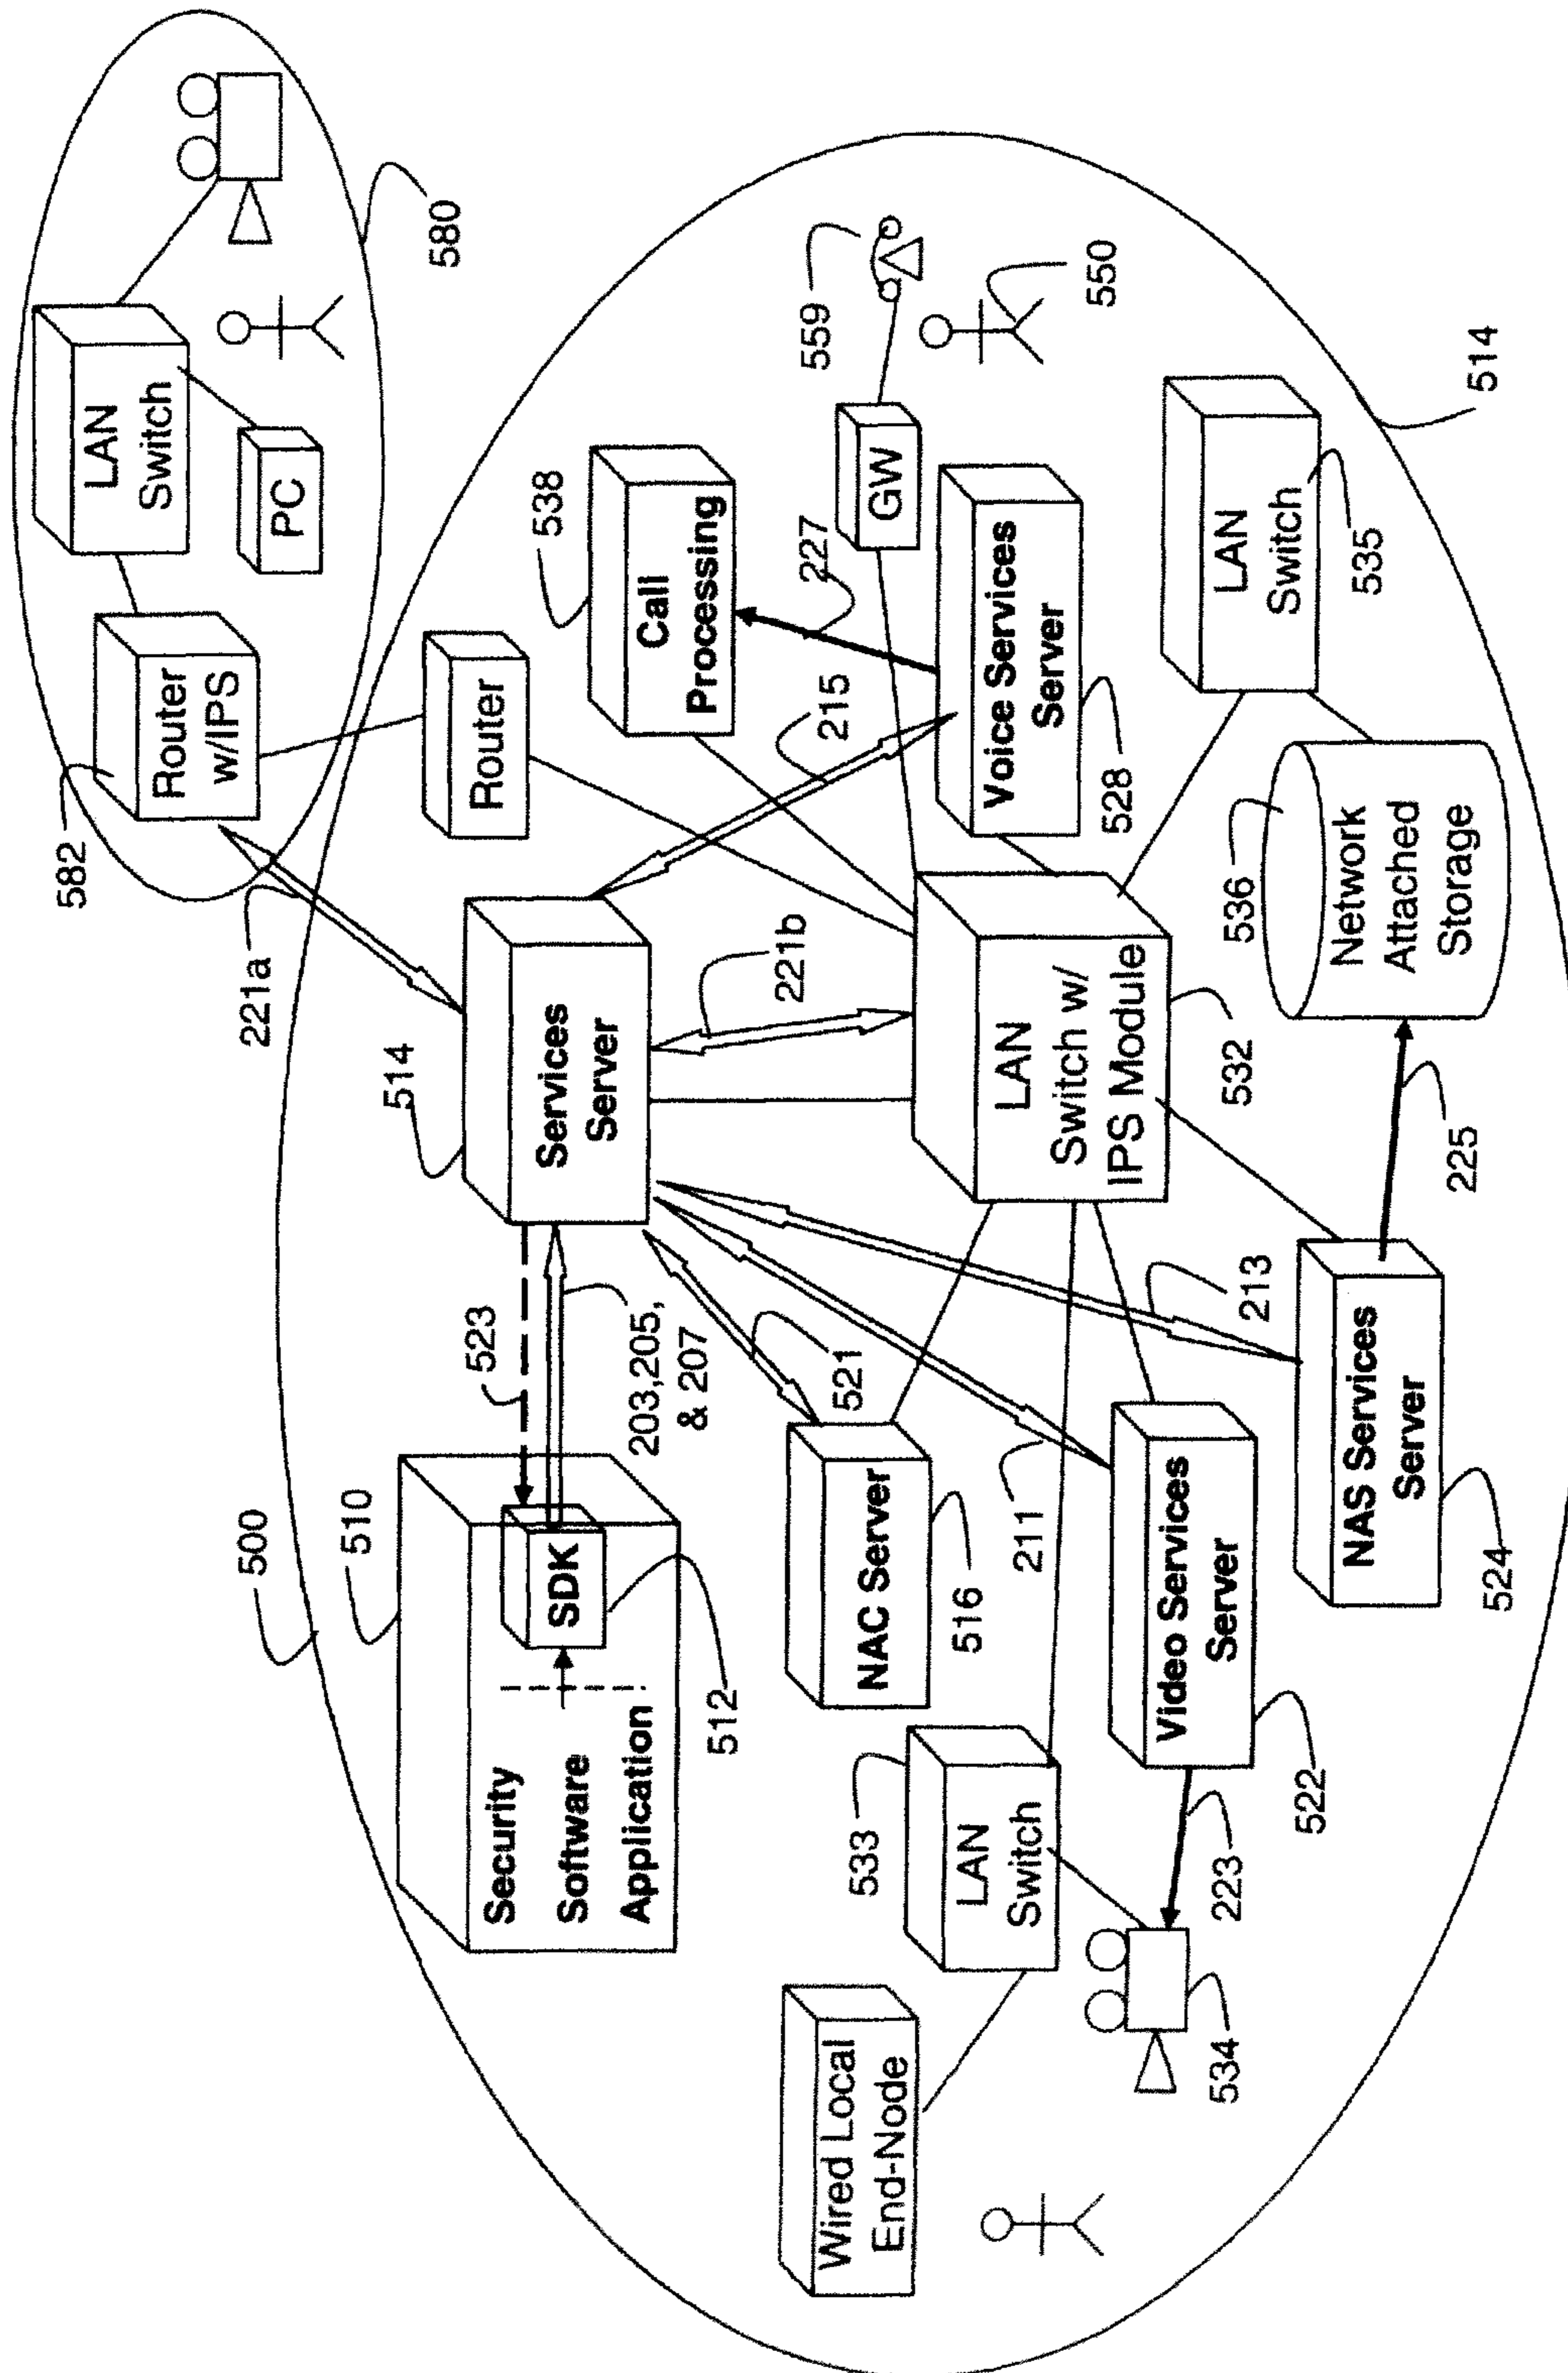 500
510
Security
Software
Application
SDK
512
523
203,205,
& 207
514
Services
Server
221a
582
Router
w/IPS
LAN
Switch
PC
580
Router
538
Call
Processing
215
227
559
GW
550
Voice Services
Server
528
221b
LAN
Switch w/
IPS Module
532
NAC Server
516
521
211
213
533
LAN
Switch
Wired Local
End-Node
534
223
Video Services
Server
522
NAS Services
Server
524
225
536
Network
Attached
Storage
LAN
Switch
535
514